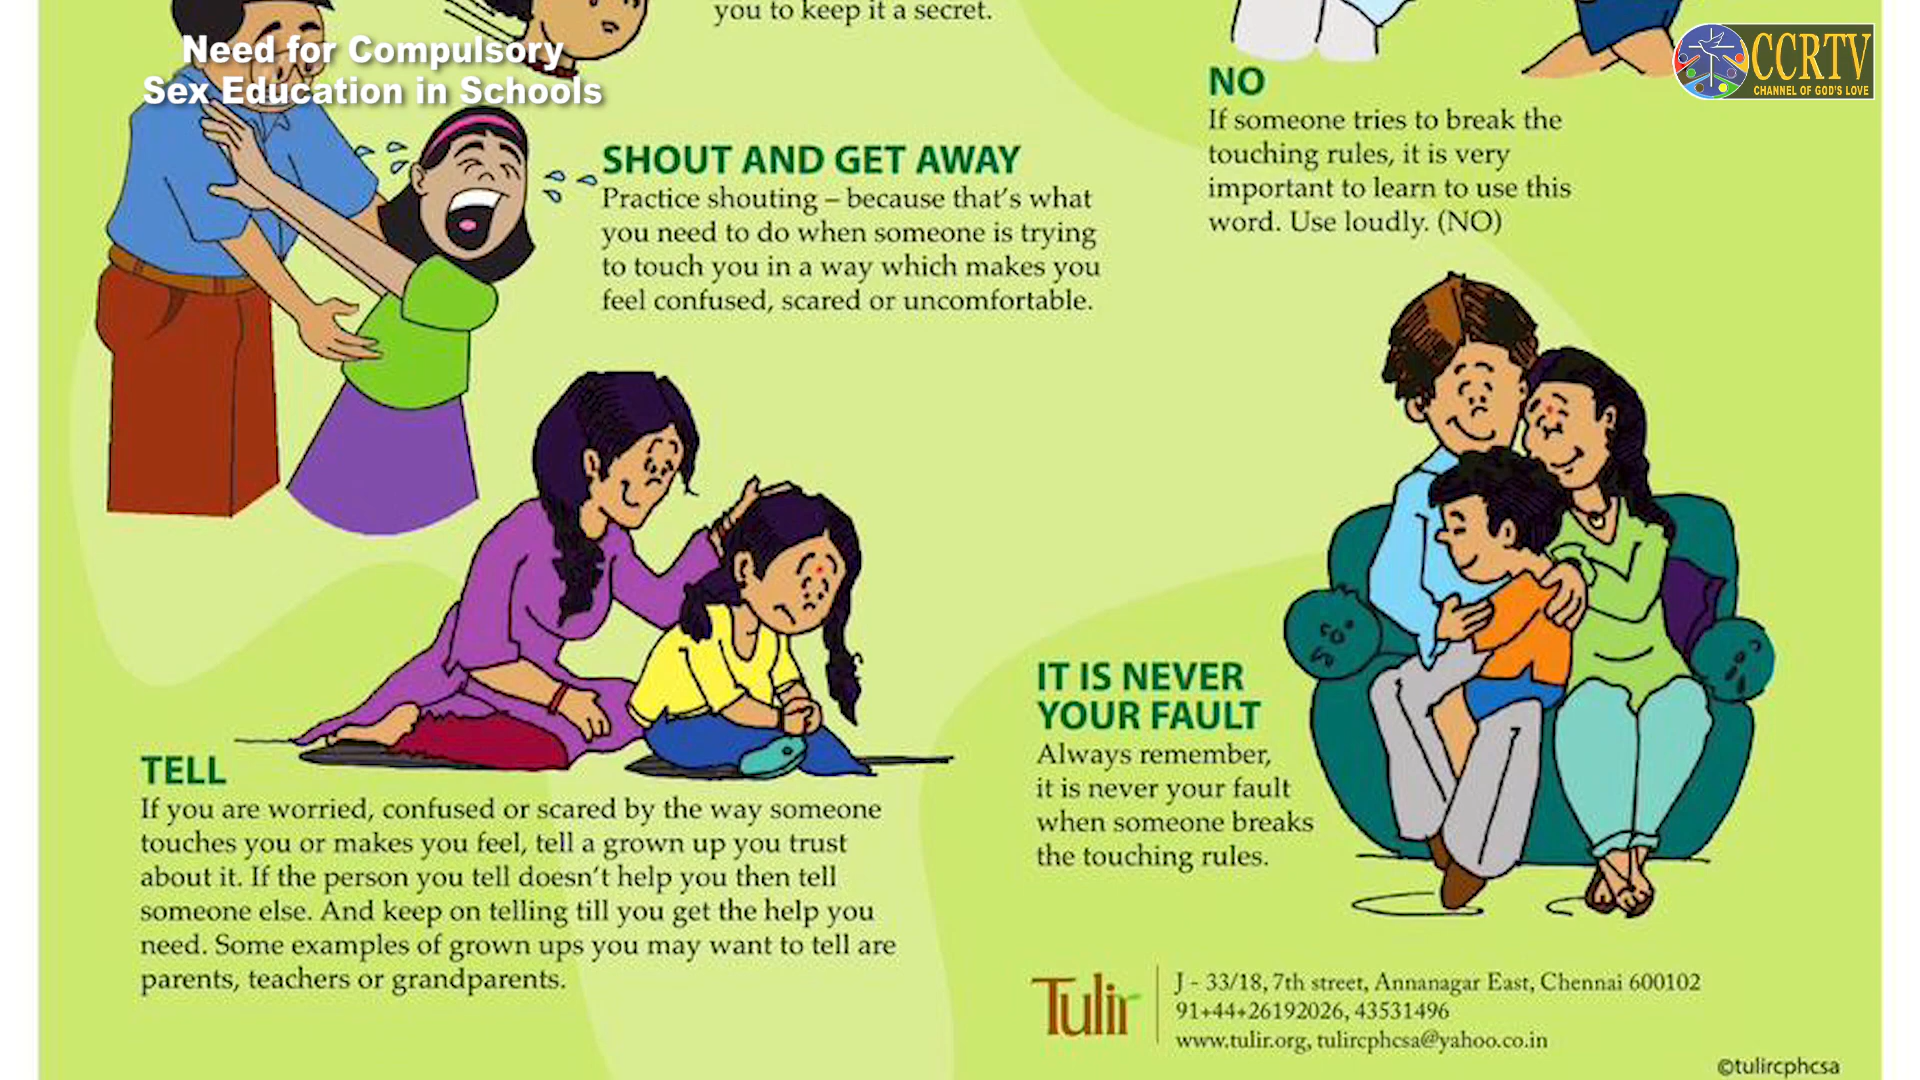 you to keep it a secret.
Need for Compulsory
Sex Education in Schools
CCRTV
CHANNEL OF GOD'S LOVE
NO
If someone tries to break the
touching rules, it is very
important to learn to use this
word. Use loudly. (NO)
SHOUT AND GET AWAY
Practice shouting – because that's what
you need to do when someone is trying
to touch you in a way which makes you
feel confused, scared or uncomfortable.
TELL
If you are worried, confused or scared by the way someone
touches you or makes you feel, tell a grown up you trust
about it. If the person you tell doesn't help you then tell
someone else. And keep on telling till you get the help you
need. Some examples of grown ups you may want to tell are
parents, teachers or grandparents.
IT IS NEVER
YOUR FAULT
Always remember,
it is never your fault
when someone breaks
the touching rules.
Tulir
J - 33/18, 7th street, Annanagar East, Chennai 600102
91+44+26192026, 43531496
www.tulir.org, tulircphcsa@yahoo.co.in
©tulircphcsa